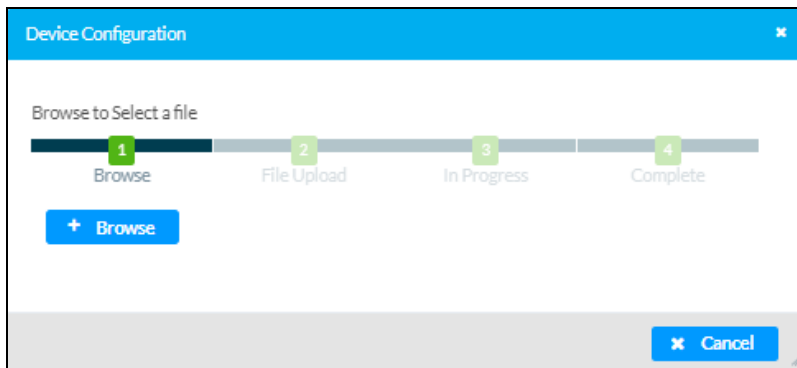 Device Configuration
Browse to Select a file
1 2 3 4
Browse File Upload In Progress Complete
+ Browse
Cancel